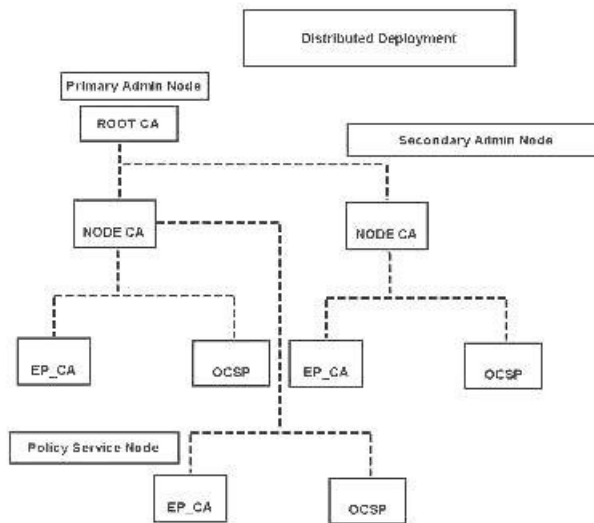 Distributed Deployment
Primary Admin Node
ROOT CA
Secondary Admin Node
NODE CA
NODE CA
EP_CA
OCSP
EP_CA
OCSP
Policy Service Node
EP_CA
OCSP